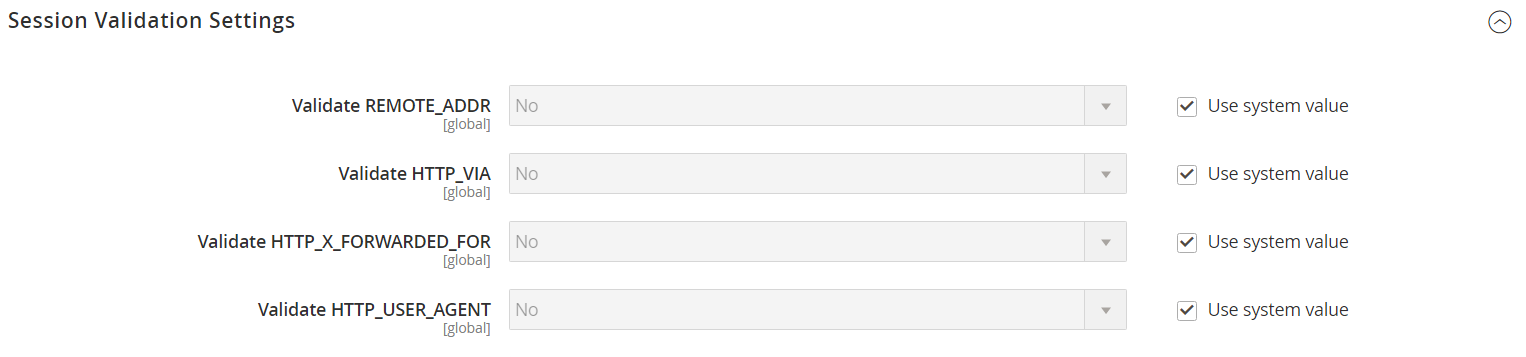 Session Validation Settings
Validate REMOTE_ADDR
[global]
No
Use system value
Validate HTTP_VIA
[global]
No
Use system value
Validate HTTP_X_FORWARDED_FOR
[global]
No
Use system value
Validate HTTP_USER_AGENT
[global]
No
Use system value